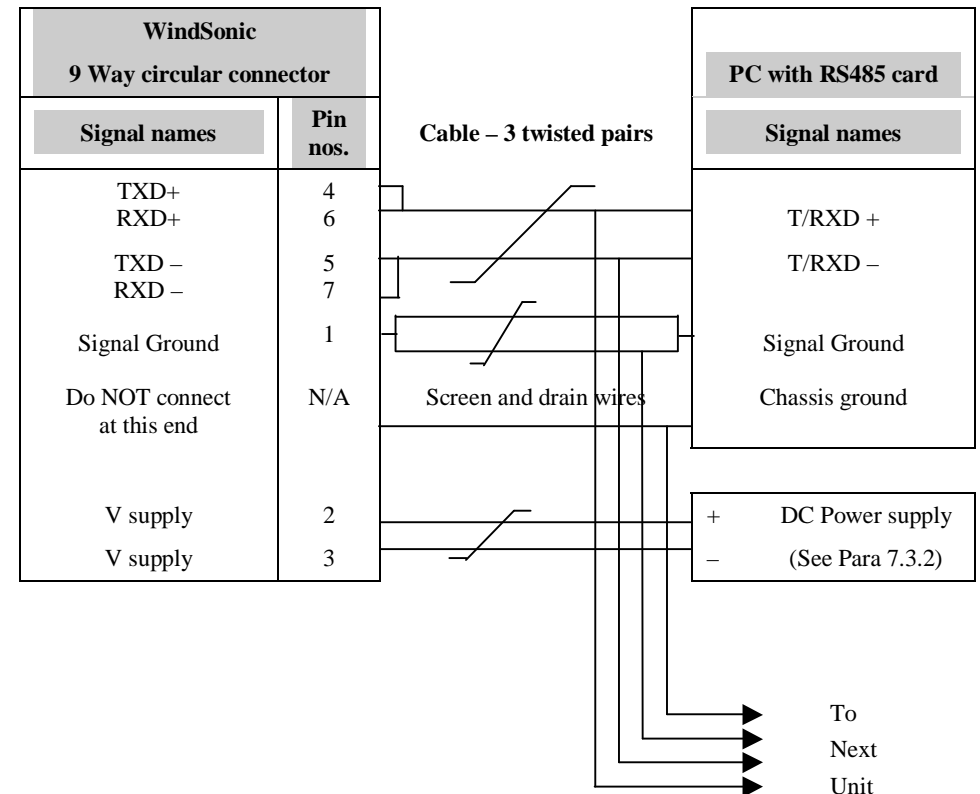 WindSonic
9 Way circular connector
PC with RS485 card
Signal names
Pin
nos.
Cable – 3 twisted pairs
Signal names
TXD+ 4
RXD+ 6 T/RXD +
TXD – 5 T/RXD –
RXD – 7
Signal Ground 1 Signal Ground
Do NOT connect N/A Screen and drain wires Chassis ground
at this end
V supply 2 + DC Power supply
V supply 3 – (See Para 7.3.2)
To
Next
Unit